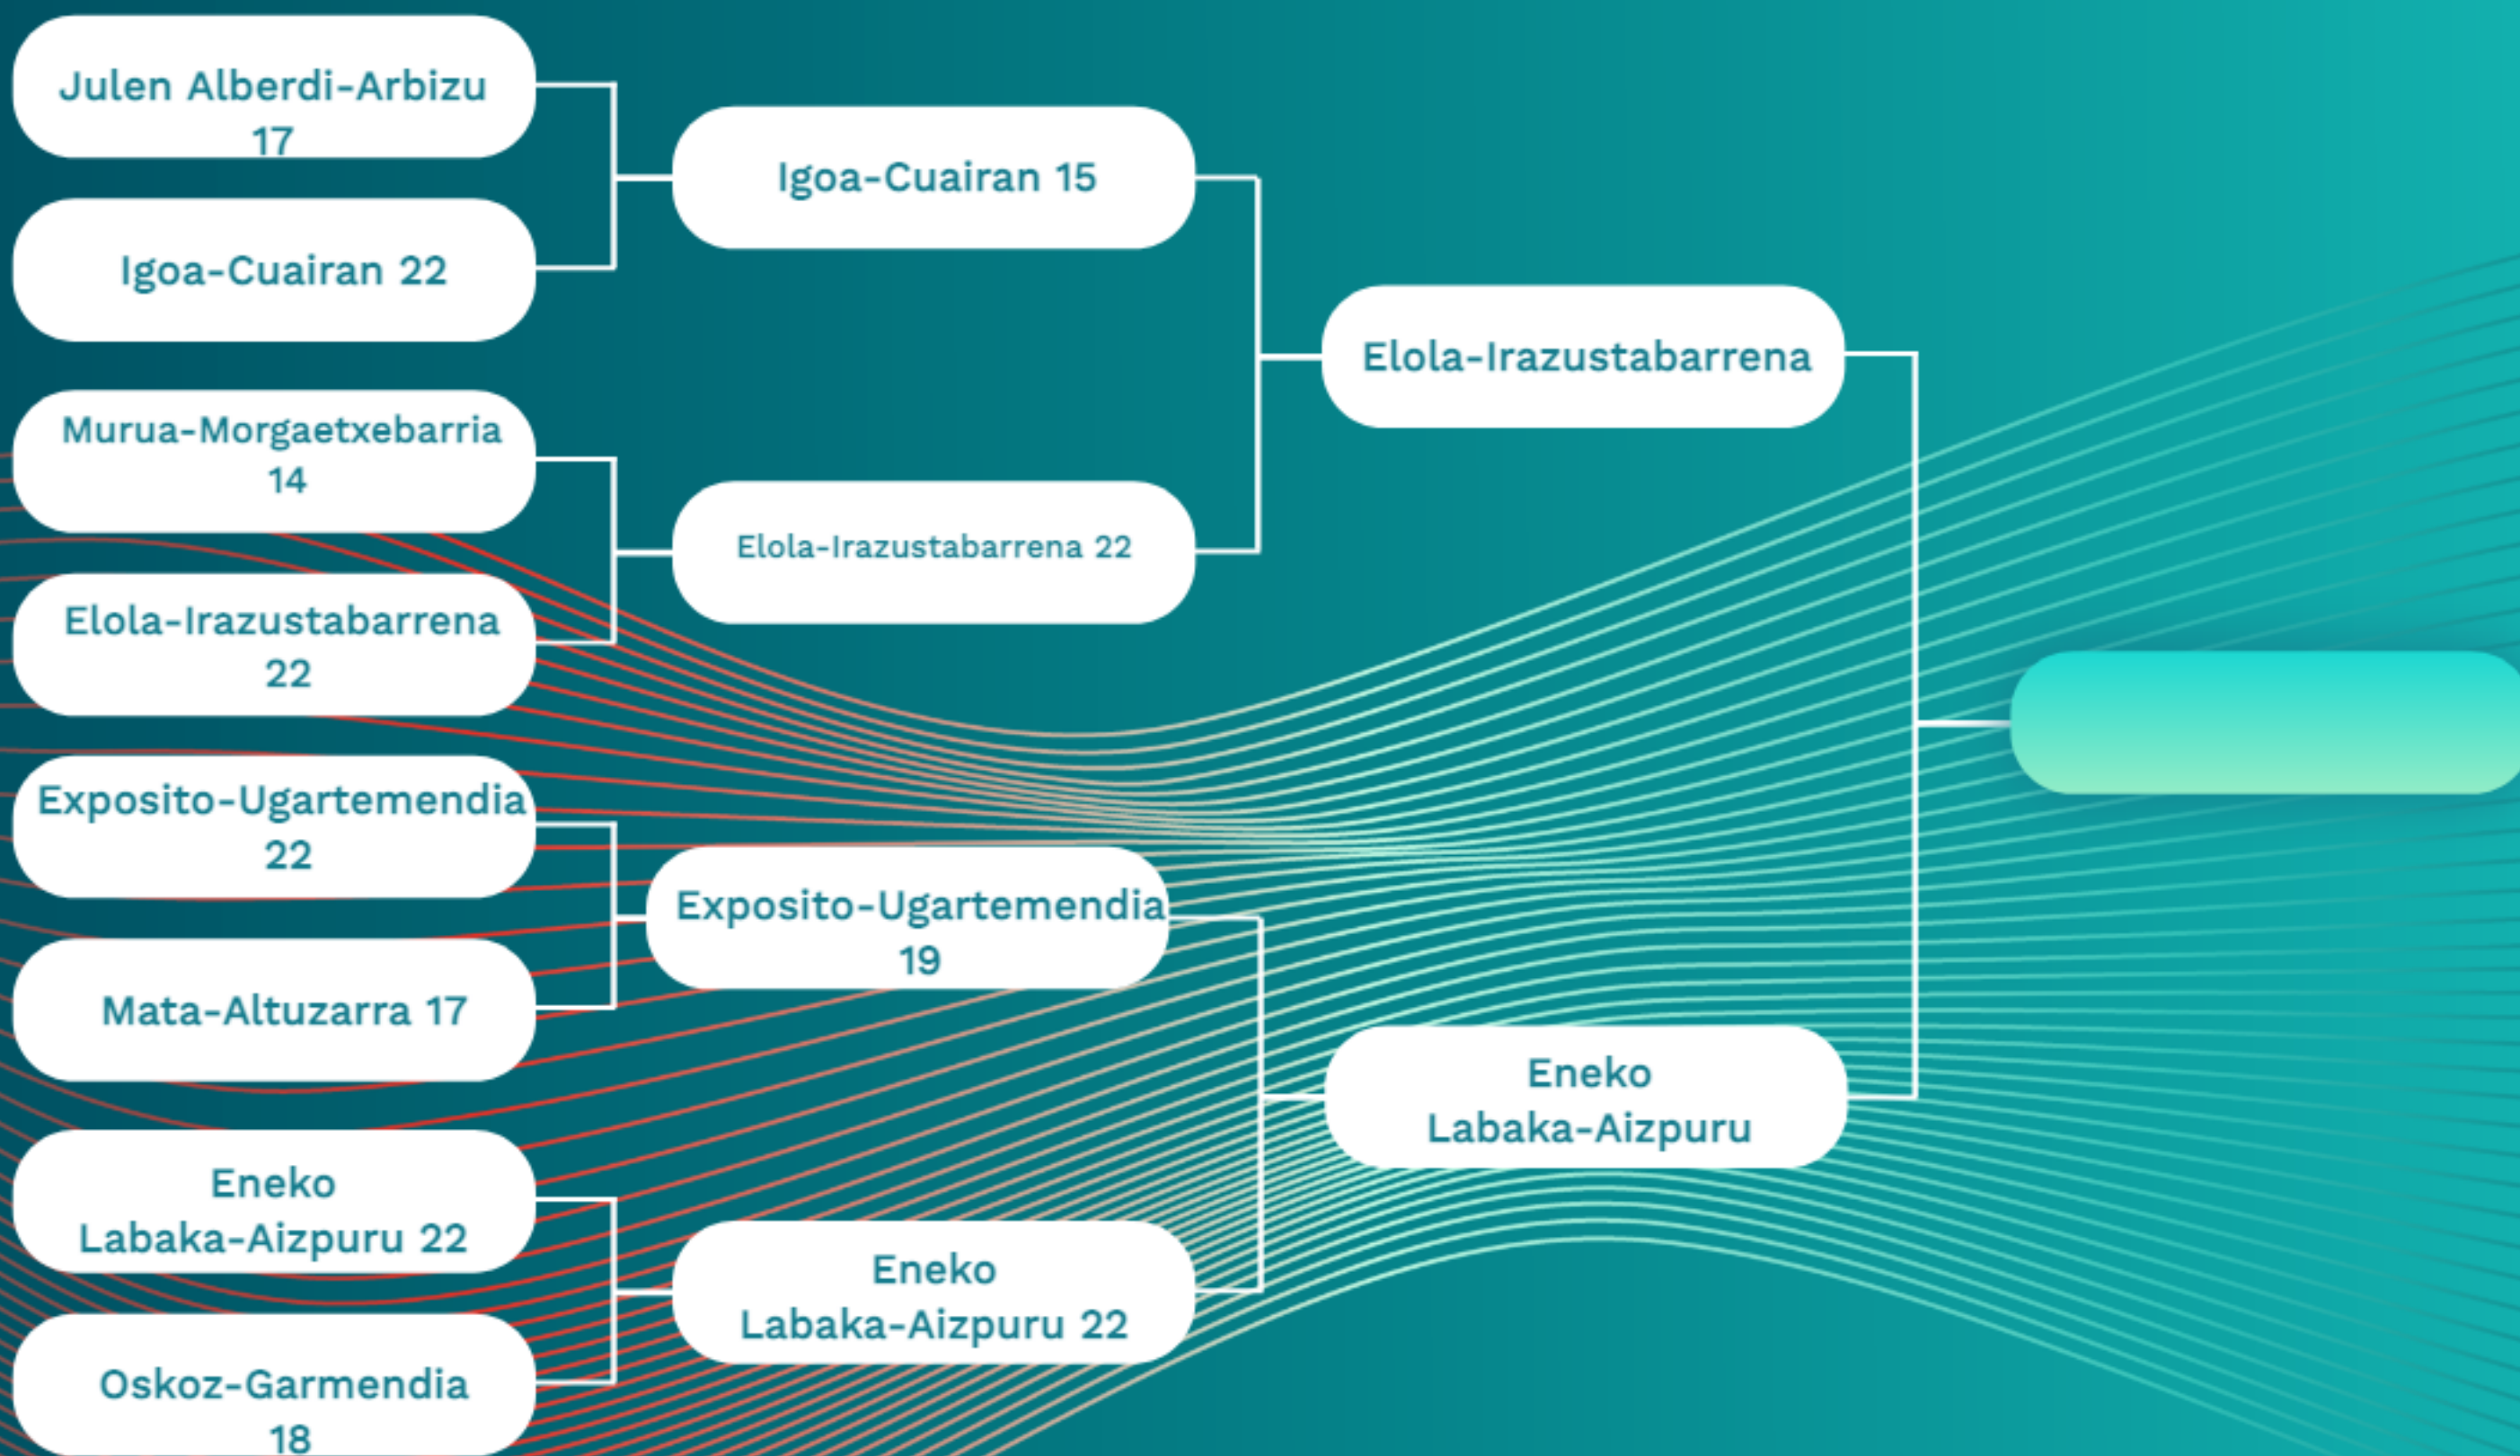 Julen Alberdi-Arbizu
17
Igoa-Cuairan 22
Murua-Morgaetxebarria
14
Elola-Irazustabarrena
22
Exposito-Ugartemendia
22
Mata-Altuzarra 17
Eneko
Labaka-Aizpuru 22
Oskoz-Garmendia
18
Igoa-Cuairan 15
Elola-Irazustabarrena 22
Exposito-Ugartemendia
19
Eneko
Labaka-Aizpuru 22
Elola-Irazustabarrena
Eneko
Labaka-Aizpuru